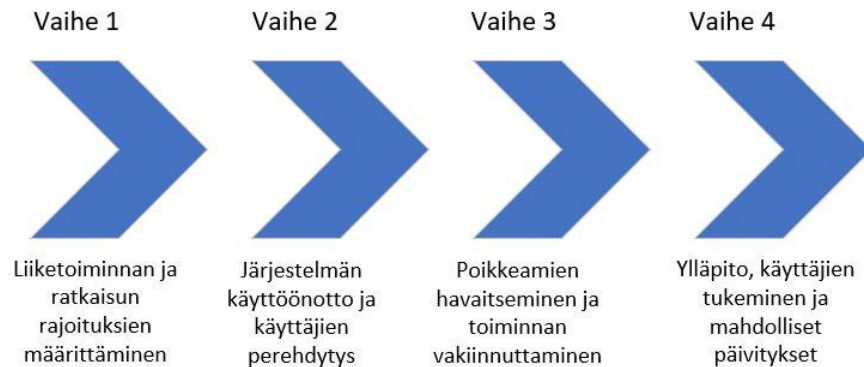 Vaihe 1
Vaihe 2
Vaihe 3
Vaihe 4
Liiketoiminnan ja
ratkaisun
rajoituksien
määrittäminen
Järjestelmän
käyttöönotto ja
käyttäjien
perehdytys
Poikkeamien
havaitseminen ja
toiminnan
vakiinnuttaminen
Ylläpito, käyttäjien
tukeminen ja
mahdolliset
päivitykset